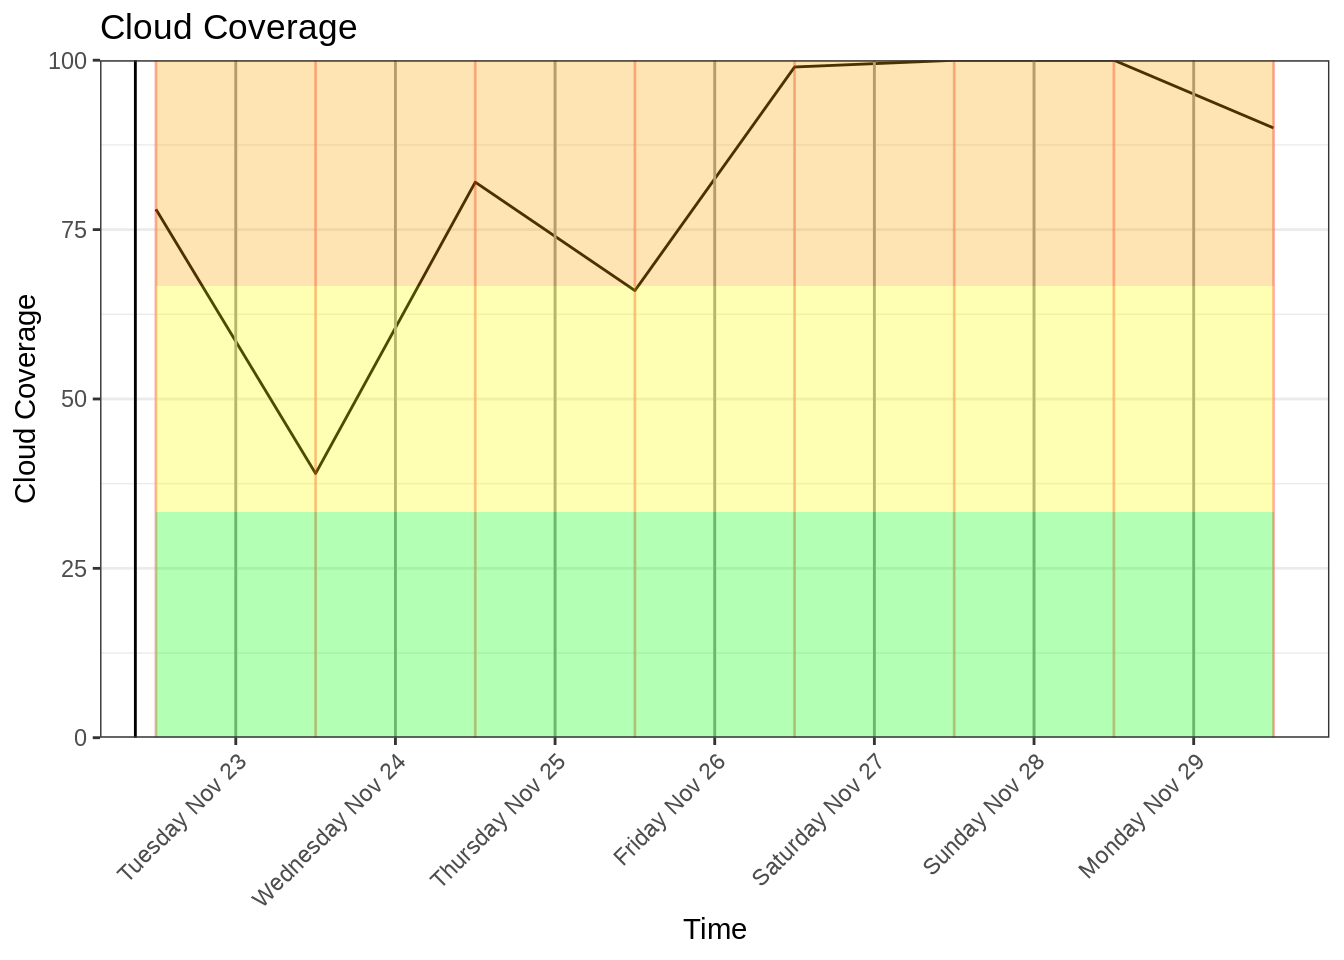 Cloud Coverage
100
75
50
25
0
Cloud Coverage
Tuesday Nov 23
Wednesday Nov 24
Thursday Nov 25
Friday Nov 26
Saturday Nov 27
Sunday Nov 28
Monday Nov 29
Time